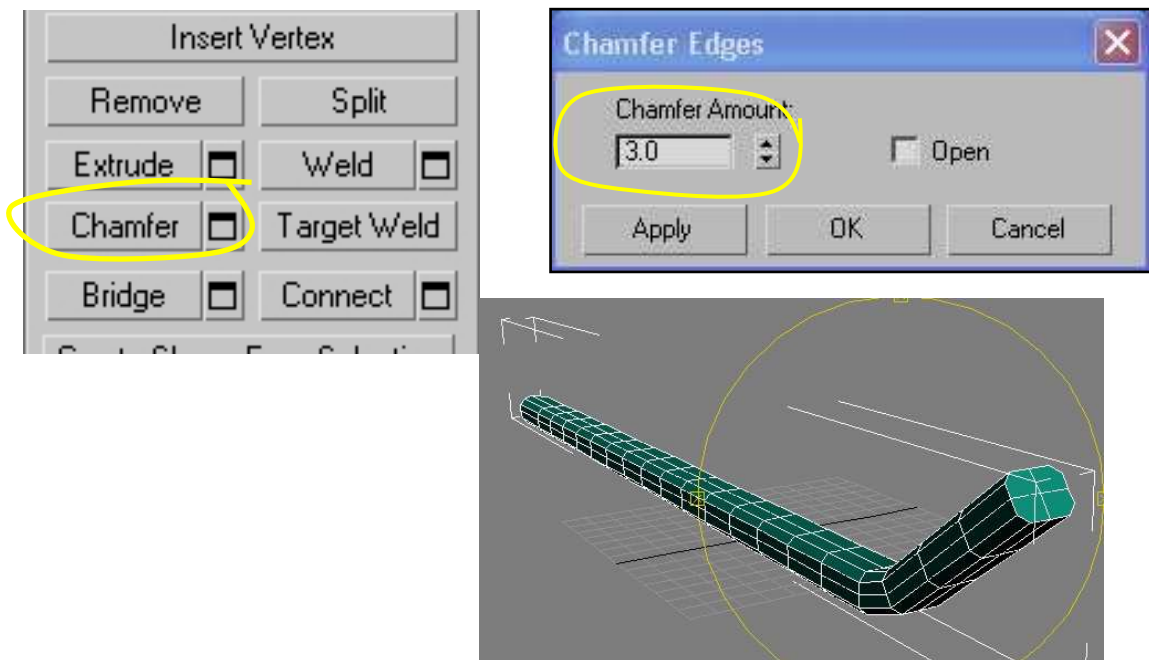 Insert Vertex
Remove Split
Extrude Weld
Chamfer Target Weld
Bridge Connect
Chamfer Edges
Chamfer Amount:
3.0 Open
Apply OK Cancel